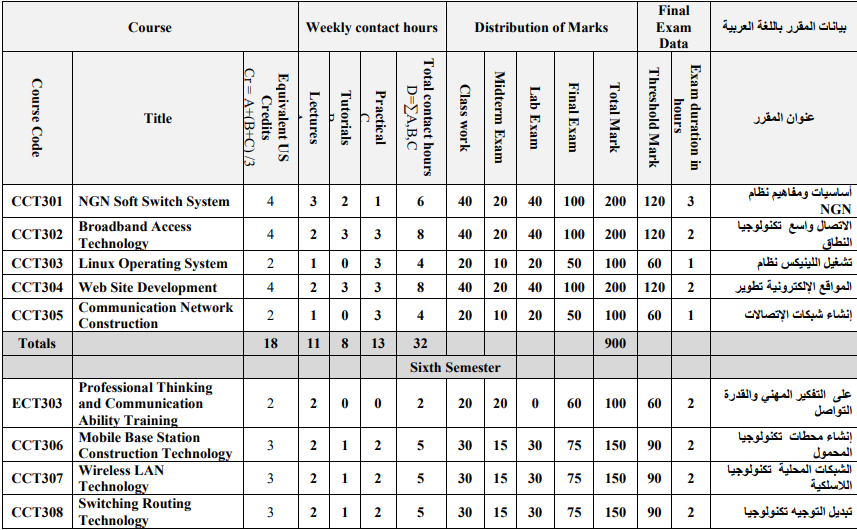 Course
Weekly contact hours
Distribution of Marks
Final
Exam
Data
بيانات المقرر باللغة العربية
Course Code
Title
Equivalent US
Credits
Cr = A+(B+C) /3
Lectures
Tutorials
Practical
C
Total contact hours
D=∑A,B,C
Class work
Midterm Exam
Lab Exam
Final Exam
Total Mark
Threshold Mark
Exam duration in
hours
عنوان المقرر
CCT301 NGN Soft Switch System 4 3 2 1 6 40 20 40 100 200 120 3 أساسيات ومفاهيم نظام
NGN
CCT302 Broadband Access
Technology 4 2 3 3 8 40 20 40 100 200 120 2 الاتصال واسع تكنولوجيا
النطاق
CCT303 Linux Operating System 2 1 0 3 4 20 10 20 50 100 60 1 تشغيل اللينيكس نظام
CCT304 Web Site Development 4 2 3 3 8 40 20 40 100 200 120 2 المواقع الإلكترونية تطوير
CCT305 Communication Network
Construction 2 1 0 3 4 20 10 20 50 100 60 1 إنشاء شبكات الإتصالات
Totals 18 11 8 13 32 900
Sixth Semester
ECT303 Professional Thinking
and Communication
Ability Training 2 2 0 0 2 20 20 0 60 100 60 2 على التفكير المهني والقدرة
التواصل
CCT306 Mobile Base Station
Construction Technology 3 2 1 2 5 30 15 30 75 150 90 2 إنشاء محطات تكنولوجيا
المحمول
CCT307 Wireless LAN
Technology 3 2 1 2 5 30 15 30 75 150 90 2 الشبكات المحلية تكنولوجيا
اللاسلكية
CCT308 Switching Routing
Technology 3 2 1 2 5 30 15 30 75 150 90 2 تبديل التوجيه تكنولوجيا